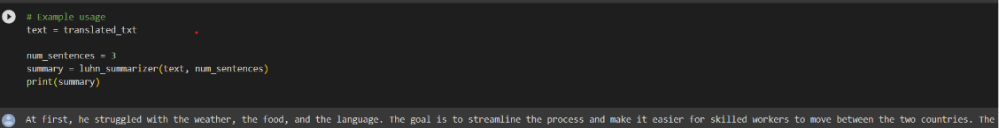 # Example usage
text = translated_txt
num_sentences = 3
summary = luhn_summarizer(text, num_sentences)
print(summary)
At first, he struggled with the weather, the food, and the language. The goal is to streamline the process and make it easier for skilled workers to move between the two countries. The